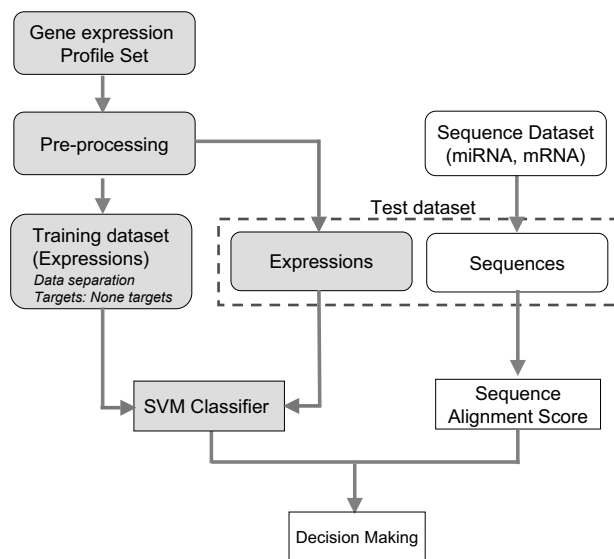 Gene expression
Profile Set
Pre-processing
Sequence Dataset
(miRNA, mRNA)
Test dataset
Training dataset
(Expressions)
Data separation
Targets: None targets
Expressions
Sequences
SVM Classifier
Sequence
Alignment Score
Decision Making